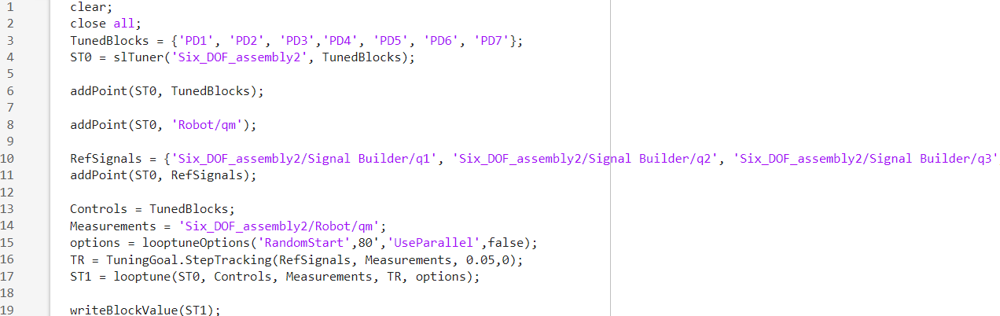 1 clear;
2 close all;
3 TunedBlocks = {'PD1', 'PD2', 'PD3','PD4', 'PD5', 'PD6', 'PD7'};
4 ST0 = slTuner('Six_DOF_assembly2', TunedBlocks);
5
6 addPoint(ST0, TunedBlocks);
7
8 addPoint(ST0, 'Robot/qm');
9
10 RefSignals = {'Six_DOF_assembly2/Signal Builder/q1', 'Six_DOF_assembly2/Signal Builder/q2', 'Six_DOF_assembly2/Signal Builder/q3'
11 addPoint(ST0, RefSignals);
12
13 Controls = TunedBlocks;
14 Measurements = 'Six_DOF_assembly2/Robot/qm';
15 options = looptuneOptions('RandomStart',80','UseParallel',false);
16 TR = TuningGoal.StepTracking(RefSignals, Measurements, 0.05,0);
17 ST1 = looptune(ST0, Controls, Measurements, TR, options);
18
19 writeBlockValue(ST1);